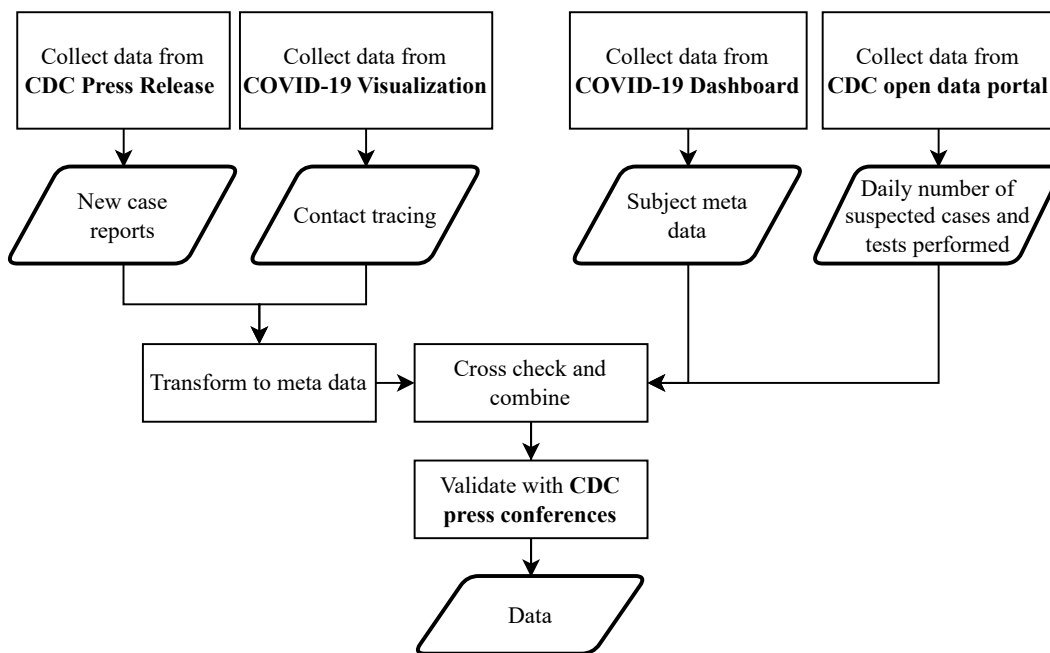 Collect data from
CDC Press Release
Collect data from
COVID-19 Visualization
Collect data from
COVID-19 Dashboard
Collect data from
CDC open data portal
New case
reports
Contact tracing
Subject meta
data
Daily number of
suspected cases and
tests performed
Transform to meta data
Cross check and
combine
Validate with CDC
press conferences
Data